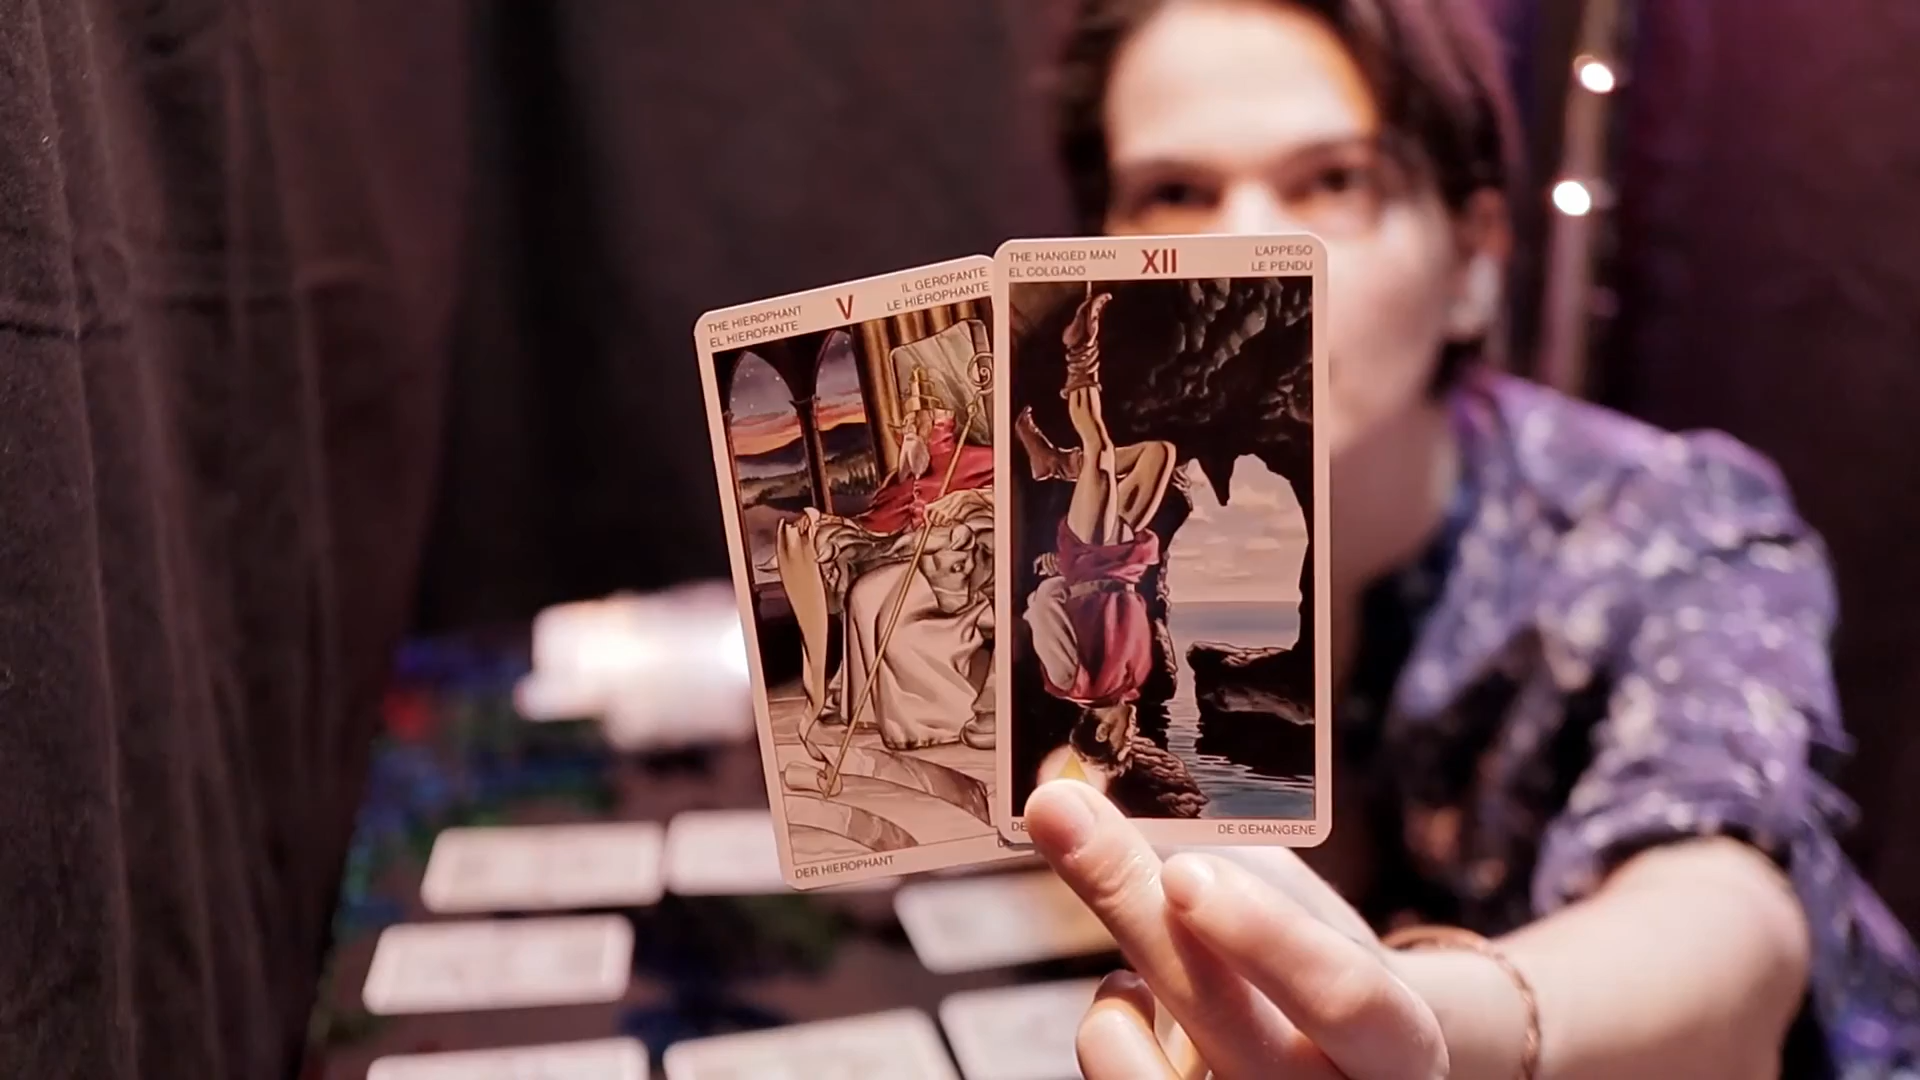 THE HIEROPHANT
EL HIEROFANTE
V
IL GEROFANTE
LE HIÉROPHANTE
DER HIEROPHANT
THE HANGED MAN
EL COLGADO
XII
L'APPESO
LE PENDU
DE
DE GEHANGENE